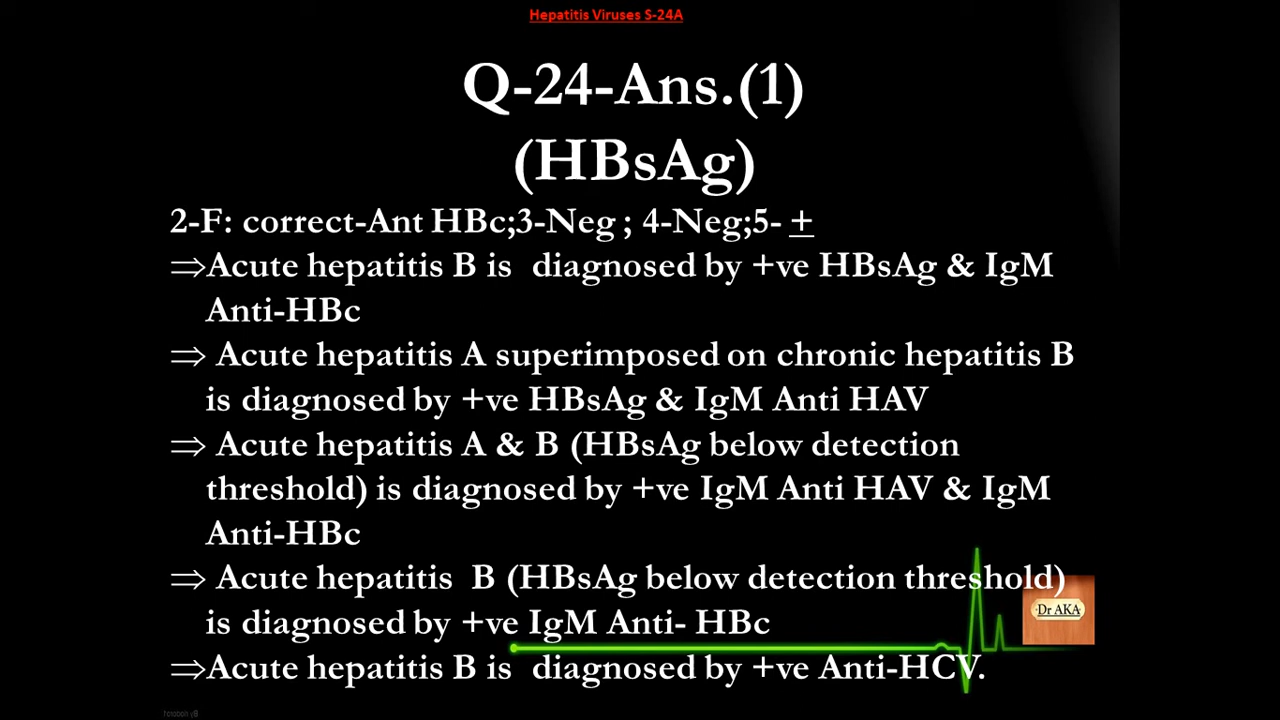 Hepatitis Viruses S-24A
Q-24-Ans.(1)
(HBsAg)
2-F: correct-Ant HBc;3-Neg ; 4-Neg;5- +
⇒Acute hepatitis B is diagnosed by +ve HBsAg & IgM
Anti-HBc
⇒ Acute hepatitis A superimposed on chronic hepatitis B
is diagnosed by +ve HBsAg & IgM Anti HAV
⇒ Acute hepatitis A & B (HBsAg below detection
threshold) is diagnosed by +ve IgM Anti HAV & IgM
Anti-HBc
⇒ Acute hepatitis B (HBsAg below detection threshold)
is diagnosed by +ve IgM Anti- HBc
Dr AKA
⇒Acute hepatitis B is diagnosed by +ve Anti-HCV.